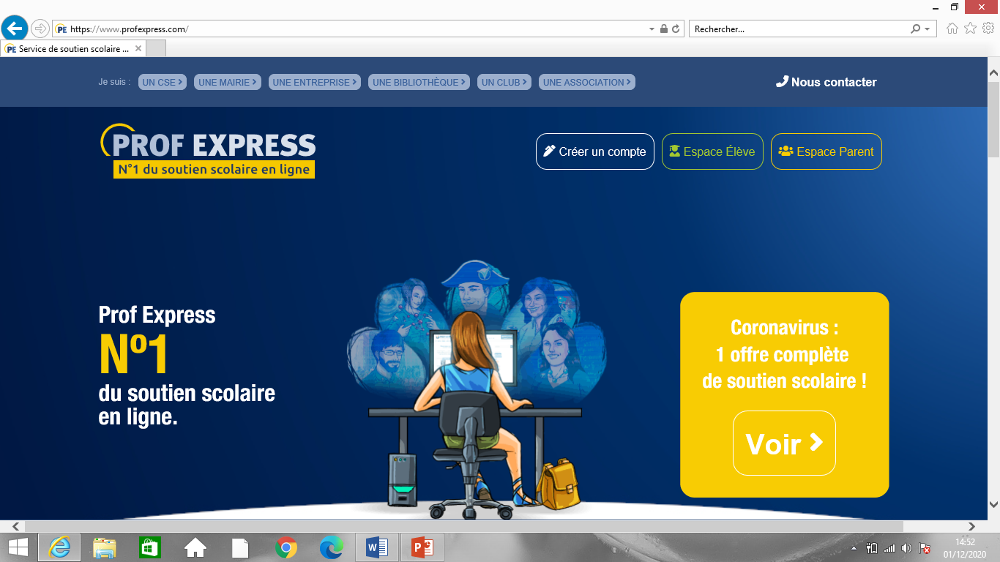 https://www.profexpress.com/
Rechercher...
PE Service de soutien scolaire ...
Je suis :
UN CSE
UNE MAIRIE
UNE ENTREPRISE
UNE BIBLIOTHÈQUE
UN CLUB
UNE ASSOCIATION
Nous contacter
PROF EXPRESS
N°1 du soutien scolaire en ligne
Créer un compte
Espace Élève
Espace Parent
Prof Express
Nº1
du soutien scolaire
en ligne.
Coronavirus :
1 offre complète
de soutien scolaire !
Voir
14:52
01/12/2020